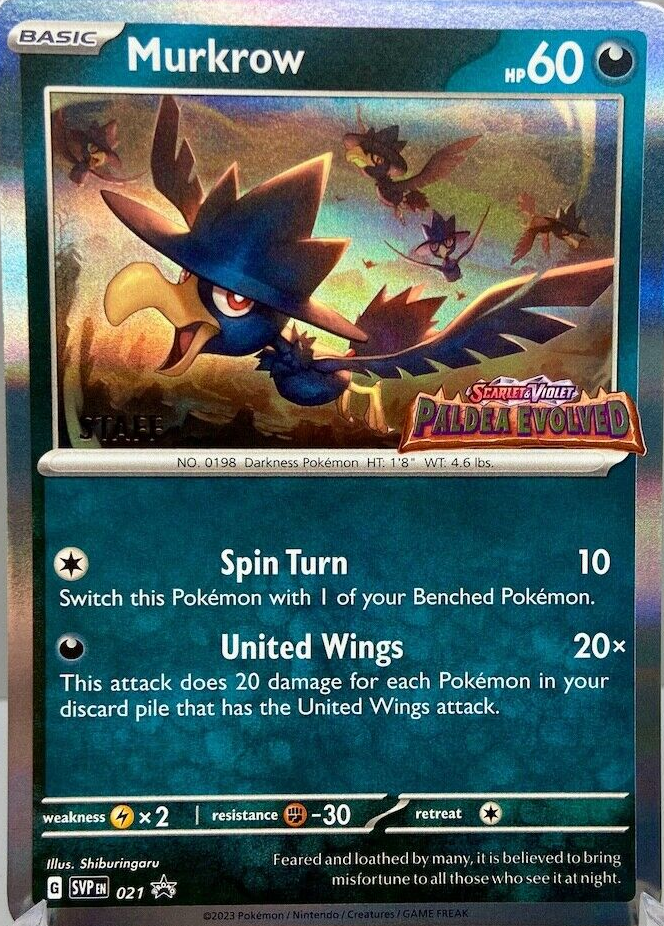 BASIC
Murkrow
HP 60
STAFF
SCARLET & VIOLET
PALDEA EVOLVED
NO. 0198 Darkness Pokémon HT: 1'8" WT: 4.6 lbs.
Spin Turn 10
Switch this Pokémon with 1 of your Benched Pokémon.
United Wings 20×
This attack does 20 damage for each Pokémon in your
discard pile that has the United Wings attack.
weakness ×2 resistance -30 retreat
Illus. Shiburingaru
Feared and loathed by many, it is believed to bring
misfortune to all those who see it at night.
G SVP EN 021 PROMO
©2023 Pokémon / Nintendo / Creatures / GAME FREAK